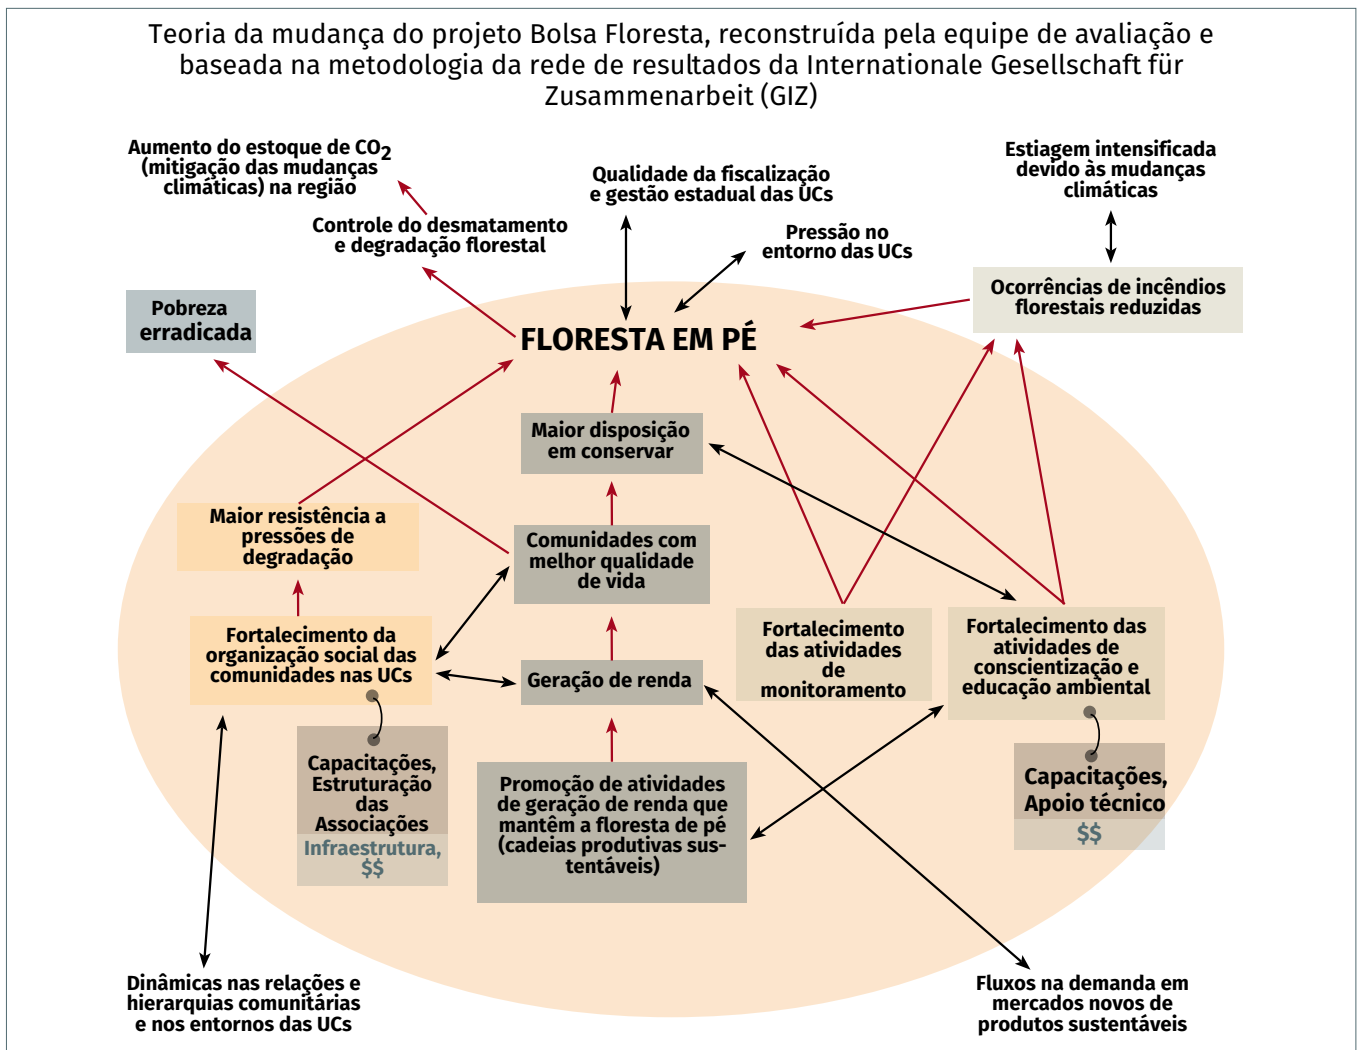 Teoria da mudança do projeto Bolsa Floresta, reconstruída pela equipe de avaliação e
baseada na metodologia da rede de resultados da Internationale Gesellschaft für
Zusammenarbeit (GIZ)
Aumento do estoque de CO2
(mitigação das mudanças
climáticas) na região
Qualidade da fiscalização
e gestão estadual das UCs
Estiagem intensificada
devido às mudanças
climáticas
Controle do desmatamento
e degradação florestal
Pressão no
entorno das UCs
Ocorrências de incêndios
florestais reduzidas
Pobreza
erradicada
FLORESTA EM PÉ
Maior disposição
em conservar
Maior resistência a
pressões de
degradação
Comunidades com
melhor qualidade
de vida
Fortalecimento da
organização social das
comunidades nas UCs
Geração de renda
Fortalecimento
das atividades
de
monitoramento
Fortalecimento das
atividades de
conscientização e
educação ambiental
Capacitações,
Estruturação
das
Associações
Infraestrutura,
$$
Promoção de atividades
de geração de renda que
mantêm a floresta de pé
(cadeias produtivas sus-
tentáveis)
Capacitações,
Apoio técnico
$$
Dinâmicas nas relações e
hierarquias comunitárias
e nos entornos das UCs
Fluxos na demanda em
mercados novos de
produtos sustentáveis